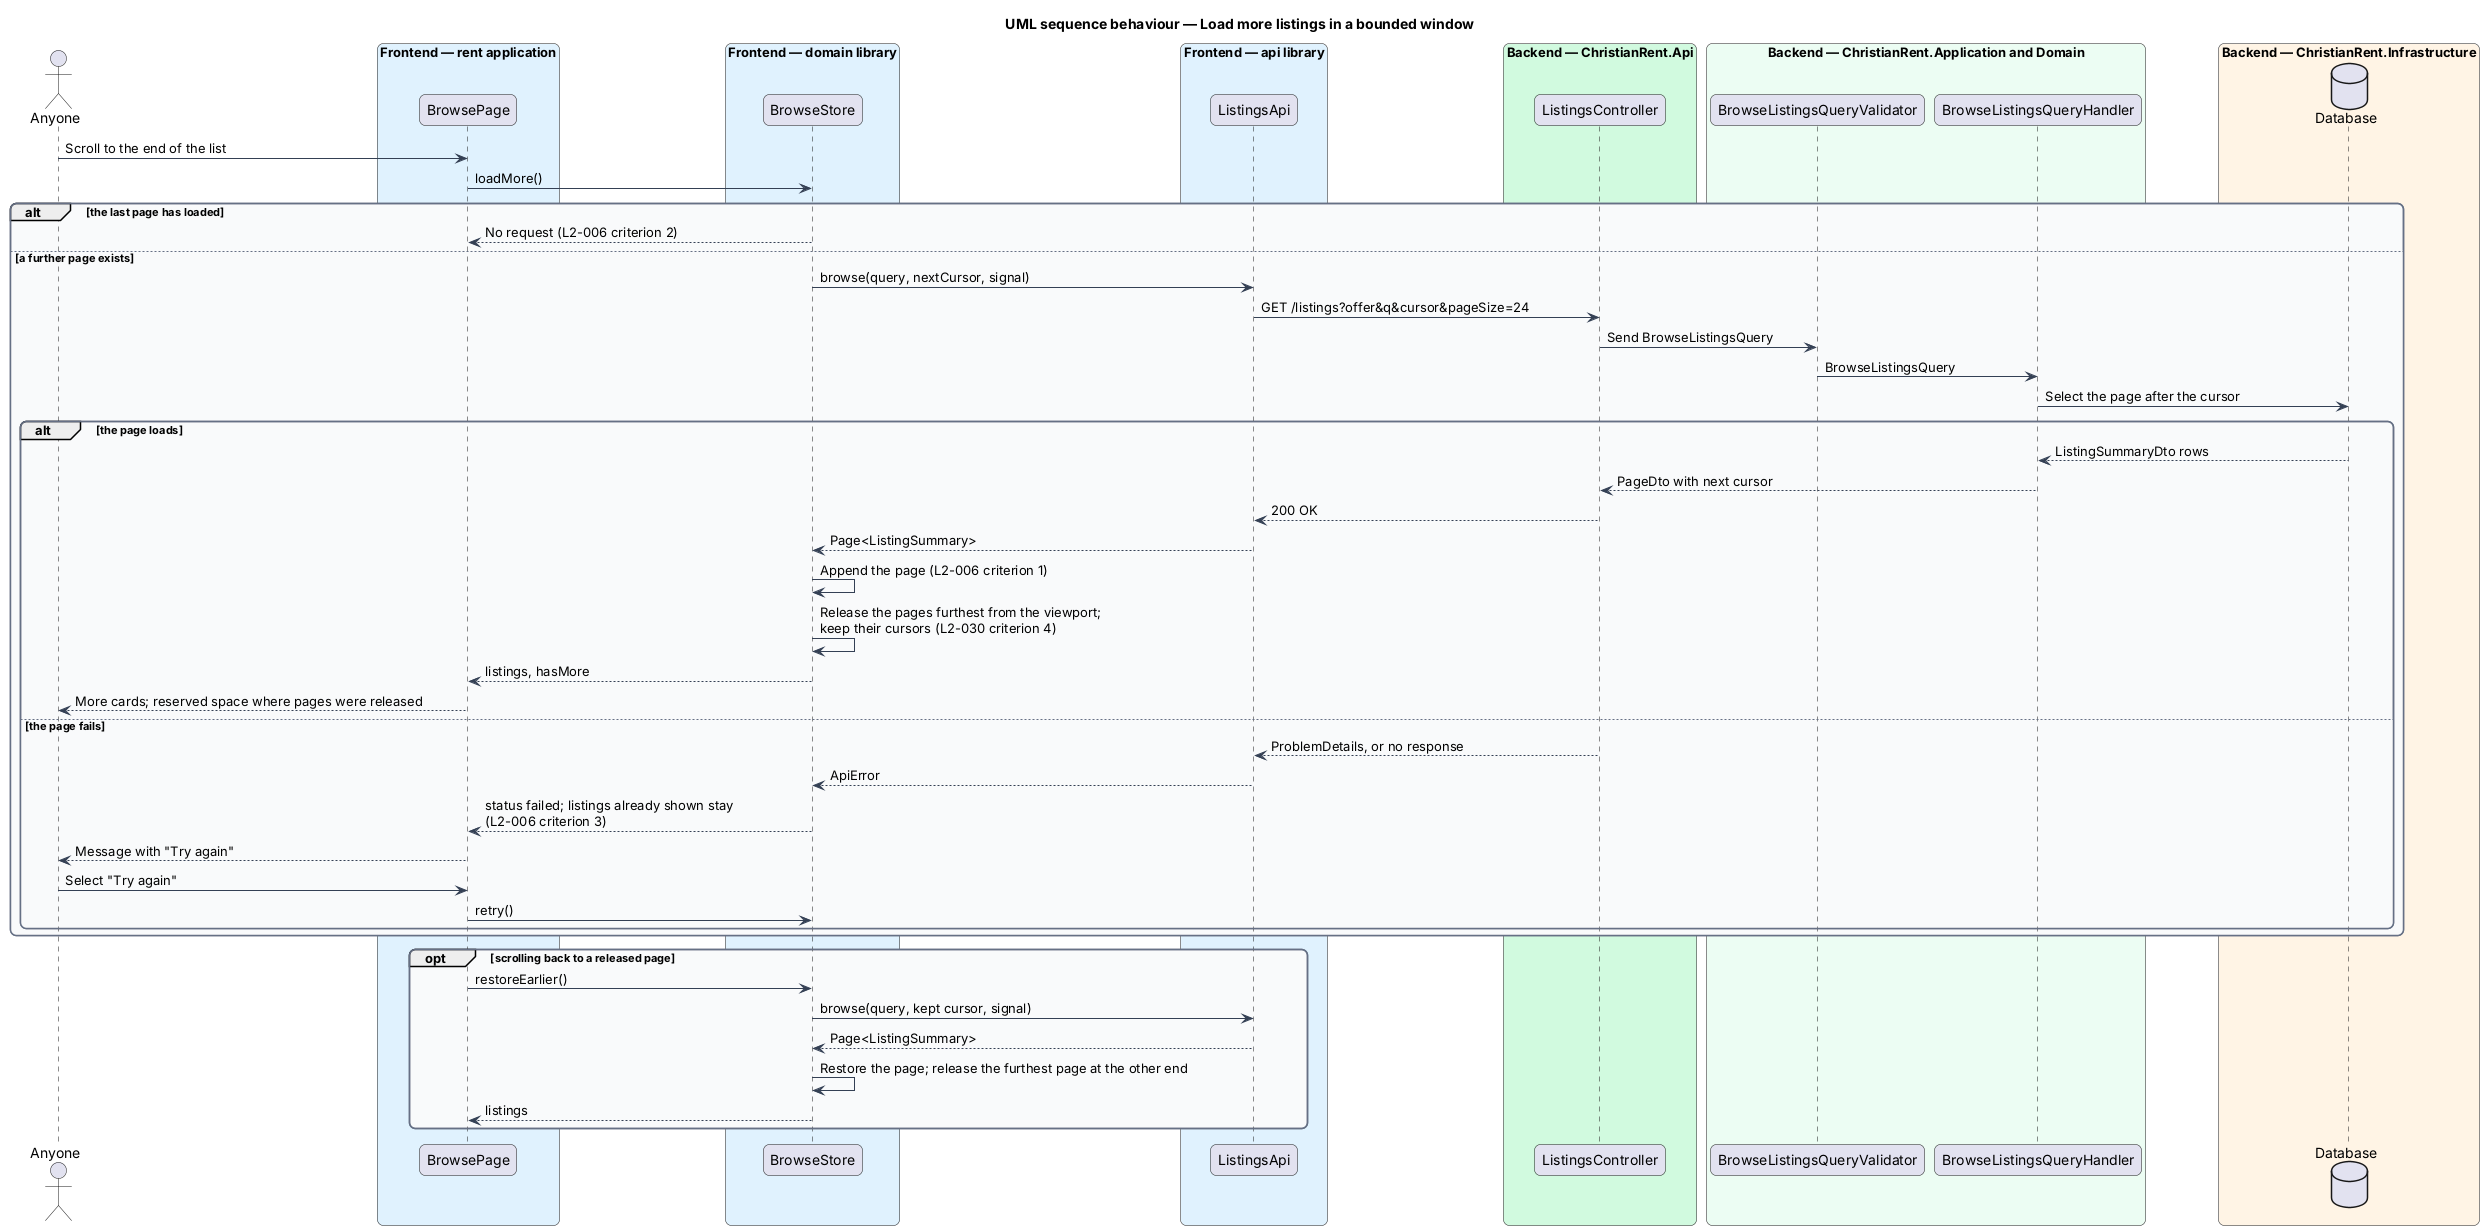 UML sequence behaviour — Load more listings in a bounded window
Frontend — rent application
Frontend — domain library
Frontend — api library
Backend — ChristianRent.Api
Backend — ChristianRent.Application and Domain
Backend — ChristianRent.Infrastructure
Anyone
BrowsePage
BrowseStore
ListingsApi
ListingsController
BrowseListingsQueryValidator
BrowseListingsQueryHandler
Database
Scroll to the end of the list
loadMore()
alt [the last page has loaded]
No request (L2-006 criterion 2)
[a further page exists]
browse(query, nextCursor, signal)
GET /listings?offer&q&cursor&pageSize=24
Send BrowseListingsQuery
BrowseListingsQuery
Select the page after the cursor
alt [the page loads]
ListingSummaryDto rows
PageDto with next cursor
200 OK
Page<ListingSummary>
Append the page (L2-006 criterion 1)
Release the pages furthest from the viewport;
keep their cursors (L2-030 criterion 4)
listings, hasMore
More cards; reserved space where pages were released
[the page fails]
ProblemDetails, or no response
ApiError
status failed; listings already shown stay
(L2-006 criterion 3)
Message with "Try again"
Select "Try again"
retry()
opt [scrolling back to a released page]
restoreEarlier()
browse(query, kept cursor, signal)
Page<ListingSummary>
Restore the page; release the furthest page at the other end
listings
Anyone
BrowsePage
BrowseStore
ListingsApi
ListingsController
BrowseListingsQueryValidator
BrowseListingsQueryHandler
Database